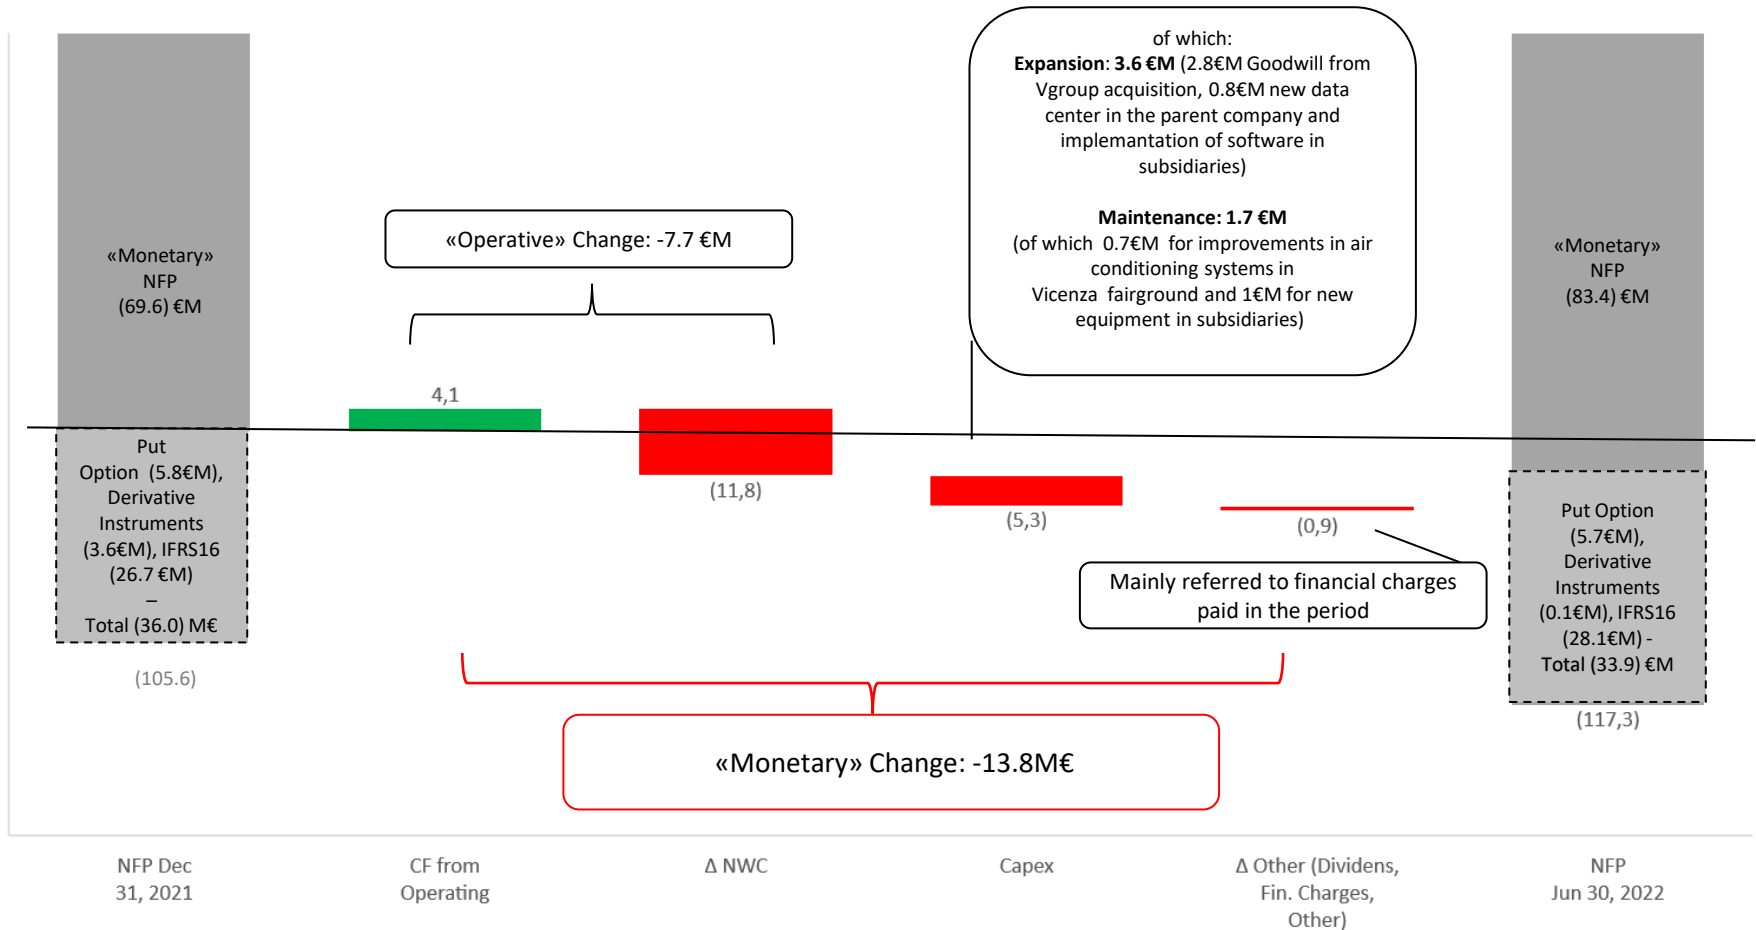 of which:
Expansion: 3.6 €M (2.8€M Goodwill from
Vgroup acquisition, 0.8€M new data
center in the parent company and
implemantation of software in
subsidiaries)
Maintenance: 1.7 €M
(of which 0.7€M for improvements in air
conditioning systems in
Vicenza fairground and 1€M for new
equipment in subsidiaries)
«Operative» Change: -7.7 €M
«Monetary»
NFP
(69.6) €M
«Monetary»
NFP
(83.4) €M
4,1
Put
Option (5.8€M),
Derivative
Instruments
(3.6€M), IFRS16
(26.7 €M)
–
Total (36.0) M€
(105.6)
(11,8)
(5,3)
(0,9)
Mainly referred to financial charges
paid in the period
Put Option
(5.7€M),
Derivative
Instruments
(0.1€M), IFRS16
(28.1€M) -
Total (33.9) €M
(117,3)
«Monetary» Change: -13.8M€
NFP Dec
31, 2021
CF from
Operating
Δ NWC
Capex
Δ Other (Dividens,
Fin. Charges,
Other)
NFP
Jun 30, 2022